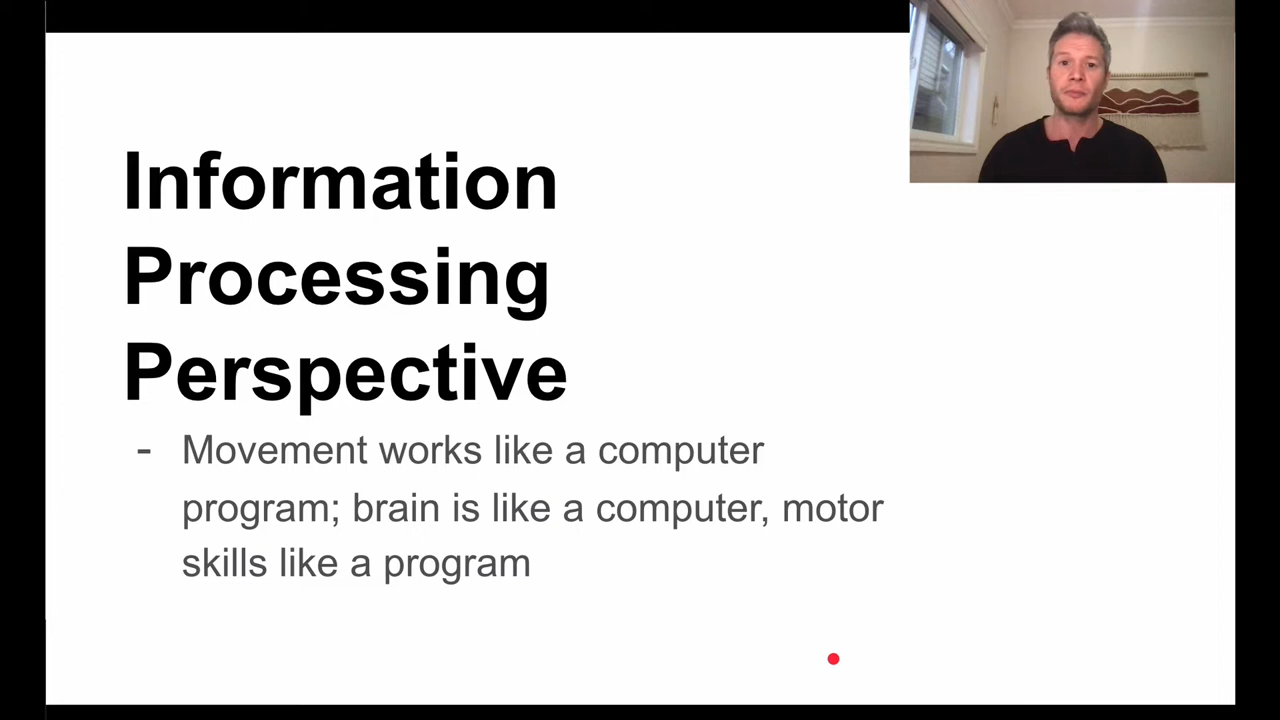 Information
Processing
Perspective
- Movement works like a computer
program; brain is like a computer, motor
skills like a program